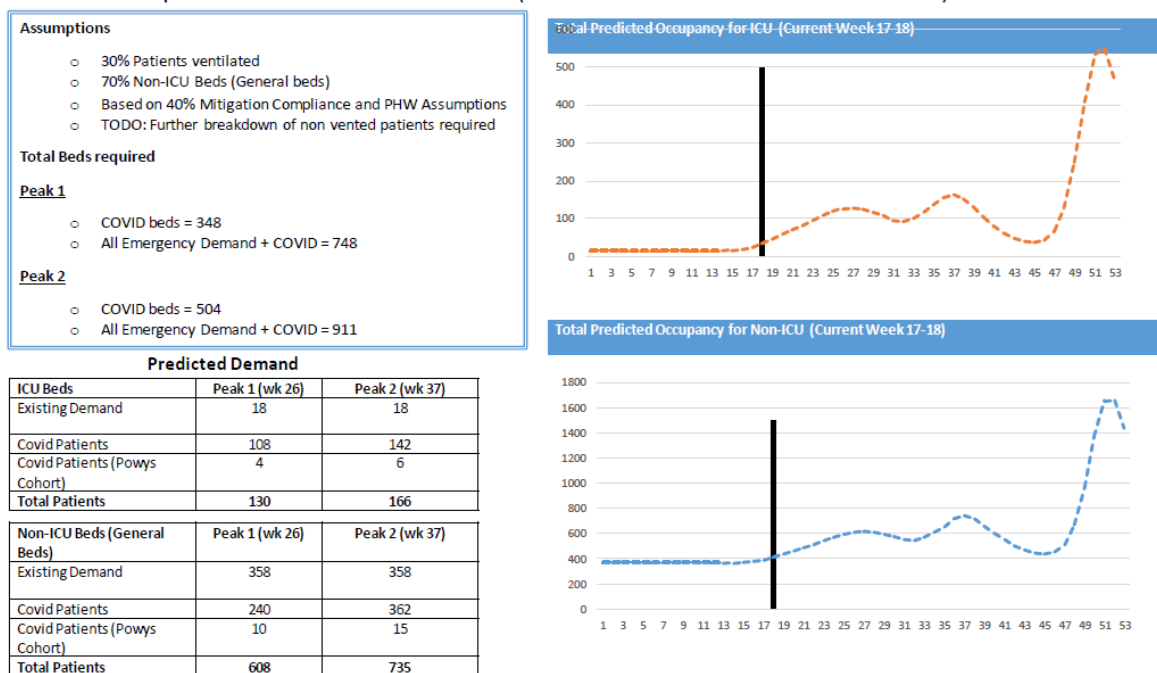 Assumptions
30% Patients ventilated
70% Non-ICU Beds (General beds)
Based on 40% Mitigation Compliance and PHW Assumptions
TODO: Further breakdown of non vented patients required
Total Beds required
Peak 1
COVID beds = 348
All Emergency Demand + COVID = 748
Peak 2
COVID beds = 504
All Emergency Demand + COVID = 911
Predicted Demand
ICU Beds Peak 1 (wk 26) Peak 2 (wk 37)
Existing Demand 18 18
Covid Patients 108 142
Covid Patients (Powys
Cohort) 4 6
Total Patients 130 166
Non-ICU Beds (General
Beds) Peak 1 (wk 26) Peak 2 (wk 37)
Existing Demand 358 358
Covid Patients 240 362
Covid Patients (Powys
Cohort) 10 15
Total Patients 608 735
Total Predicted Occupancy for ICU (Current Week 17-18)
600
500
400
300
200
100
0
1 3 5 7 9 11 13 15 17 19 21 23 25 27 29 31 33 35 37 39 41 43 45 47 49 51 53
Total Predicted Occupancy for Non-ICU (Current Week 17-18)
1800
1600
1400
1200
1000
800
600
400
200
0
1 3 5 7 9 11 13 15 17 19 21 23 25 27 29 31 33 35 37 39 41 43 45 47 49 51 53